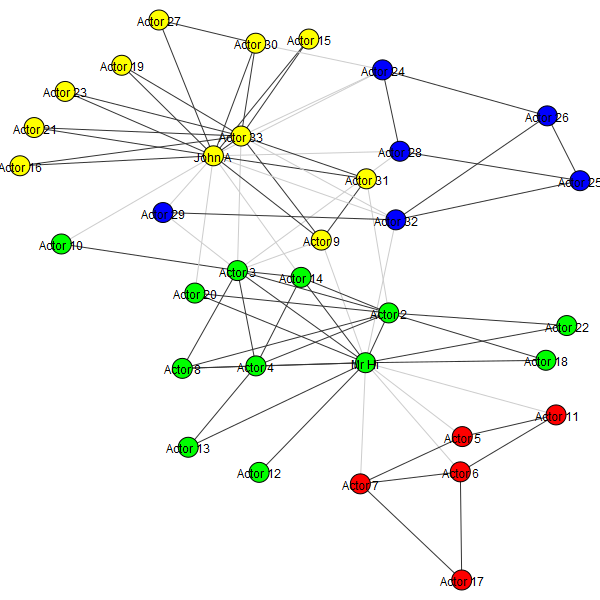 Actor 27
Actor 30
Actor 15
Actor 19
Actor 24
Actor 23
Actor 26
Actor 21
Actor 33
Actor 28
John A
Actor 16
Actor 31
Actor 25
Actor 29
Actor 32
Actor 9
Actor 10
Actor 3
Actor 14
Actor 20
Actor 2
Actor 22
Actor 18
Mr Hi
Actor 4
Actor 8
Actor 11
Actor 5
Actor 13
Actor 12
Actor 6
Actor 7
Actor 17